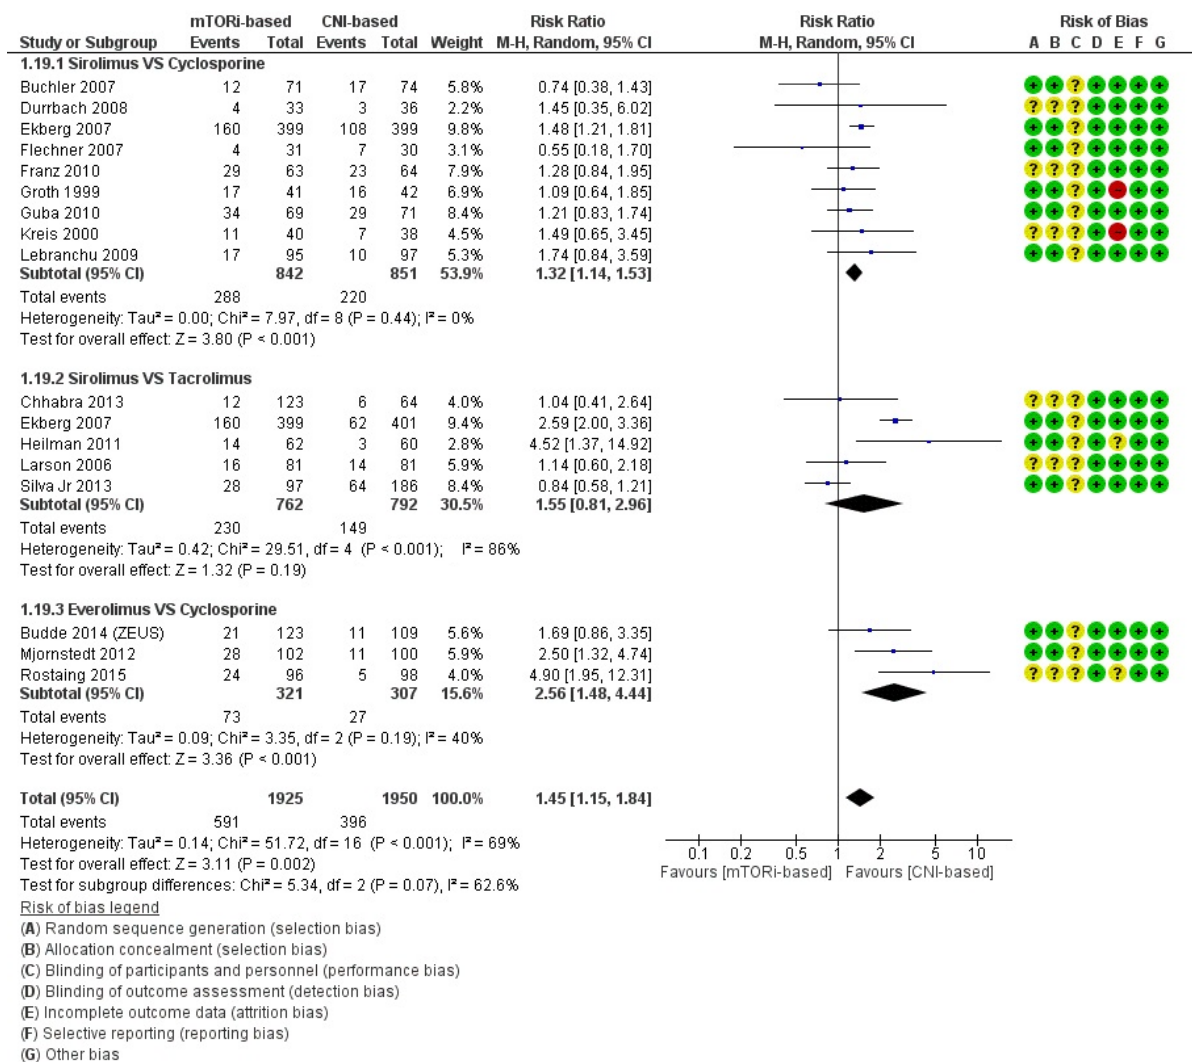 mTORi-based CNI-based Risk Ratio Risk Ratio Risk of Bias
Study or Subgroup Events Total Events Total Weight M-H, Random, 95% CI M-H, Random, 95% CI A B C D E F G
1.19.1 Sirolimus VS Cyclosporine
Buchler 2007 12 71 17 74 5.8% 0.74 [0.38, 1.43] + + ? + + + +
Durrbach 2008 4 33 3 36 2.2% 1.45 [0.35, 6.02] ? ? ? + + + +
Ekberg 2007 160 399 108 399 9.8% 1.48 [1.21, 1.81] + + ? + + + +
Flechner 2007 4 31 7 30 3.1% 0.55 [0.18, 1.70] + + ? + + + +
Franz 2010 29 63 23 64 7.9% 1.28 [0.84, 1.95] ? ? ? + + + +
Groth 1999 17 41 16 42 6.9% 1.09 [0.64, 1.85] + + ? + - + +
Guba 2010 34 69 29 71 8.4% 1.21 [0.83, 1.74] + + ? + + + +
Kreis 2000 11 40 7 38 4.5% 1.49 [0.65, 3.45] ? ? ? + - + +
Lebranchu 2009 17 95 10 97 5.3% 1.74 [0.84, 3.59] + + ? + + + +
Subtotal (95% CI) 842 851 53.9% 1.32 [1.14, 1.53]
Total events 288 220
Heterogeneity: Tau² = 0.00; Chi² = 7.97, df = 8 (P = 0.44); I² = 0%
Test for overall effect: Z = 3.80 (P < 0.001)
1.19.2 Sirolimus VS Tacrolimus
Chhabra 2013 12 123 6 64 4.0% 1.04 [0.41, 2.64] ? ? ? + + + +
Ekberg 2007 160 399 62 401 9.4% 2.59 [2.00, 3.36] + + ? + + + +
Heilman 2011 14 62 3 60 2.8% 4.52 [1.37, 14.92] + + ? + ? + +
Larson 2006 16 81 14 81 5.9% 1.14 [0.60, 2.18] ? ? ? + + + +
Silva Jr 2013 28 97 64 186 8.4% 0.84 [0.58, 1.21] + + ? + + + +
Subtotal (95% CI) 762 792 30.5% 1.55 [0.81, 2.96]
Total events 230 149
Heterogeneity: Tau² = 0.42; Chi² = 29.51, df = 4 (P < 0.001); I² = 86%
Test for overall effect: Z = 1.32 (P = 0.19)
1.19.3 Everolimus VS Cyclosporine
Budde 2014 (ZEUS) 21 123 11 109 5.6% 1.69 [0.86, 3.35] + + ? + + + +
Mjornstedt 2012 28 102 11 100 5.9% 2.50 [1.32, 4.74] + + ? + + + +
Rostaing 2015 24 96 5 98 4.0% 4.90 [1.95, 12.31] ? ? ? + ? + +
Subtotal (95% CI) 321 307 15.6% 2.56 [1.48, 4.44]
Total events 73 27
Heterogeneity: Tau² = 0.09; Chi² = 3.35, df = 2 (P = 0.19); I² = 40%
Test for overall effect: Z = 3.36 (P < 0.001)
Total (95% CI) 1925 1950 100.0% 1.45 [1.15, 1.84]
Total events 591 396
Heterogeneity: Tau² = 0.14; Chi² = 51.72, df = 16 (P < 0.001); I² = 69%
Test for overall effect: Z = 3.11 (P = 0.002)
Test for subgroup differences: Chi² = 5.34, df = 2 (P = 0.07), I² = 62.6%
0.1 0.2 0.5 1 2 5 10
Favours [mTORi-based] Favours [CNI-based]
Risk of bias legend
(A) Random sequence generation (selection bias)
(B) Allocation concealment (selection bias)
(C) Blinding of participants and personnel (performance bias)
(D) Blinding of outcome assessment (detection bias)
(E) Incomplete outcome data (attrition bias)
(F) Selective reporting (reporting bias)
(G) Other bias